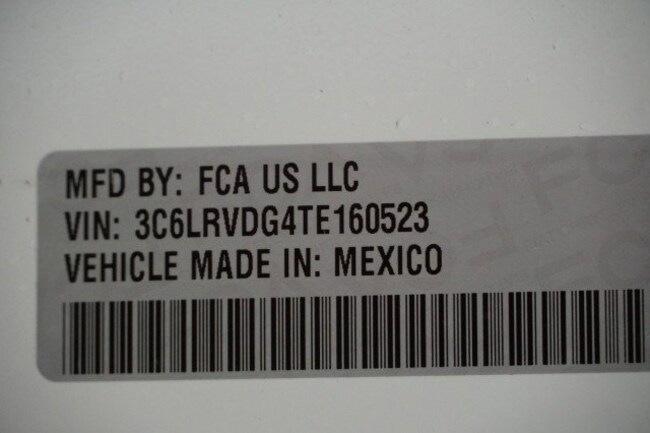 MFD BY: FCA US LLC
VIN: 3C6LRVDG4TE160523
VEHICLE MADE IN: MEXICO